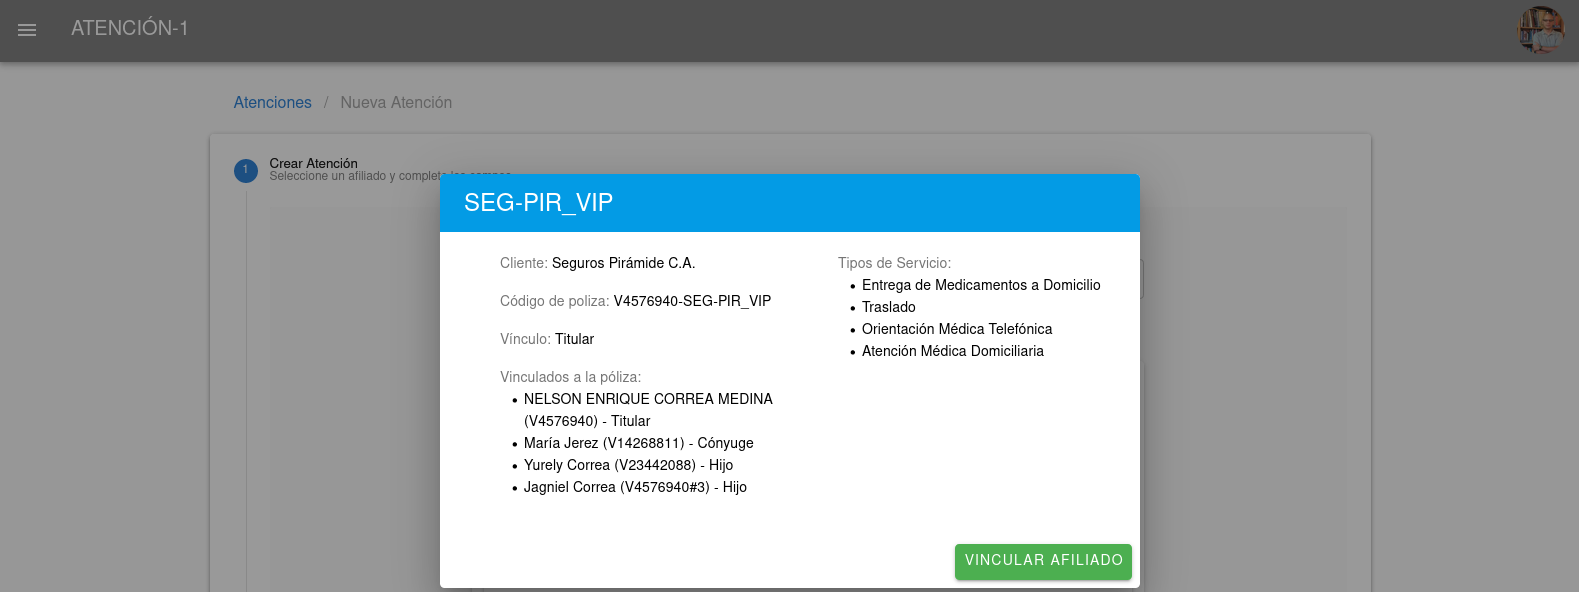 ATENCIÓN-1
Atenciones / Nueva Atención
1
Crear Atención
Seleccione un afiliado y complete los campos
SEG-PIR_VIP
Cliente: Seguros Pirámide C.A.
Código de poliza: V4576940-SEG-PIR_VIP
Vínculo: Titular
Vinculados a la póliza:
NELSON ENRIQUE CORREA MEDINA
(V4576940) - Titular
María Jerez (V14268811) - Cónyuge
Yurely Correa (V23442088) - Hijo
Jagniel Correa (V4576940#3) - Hijo
Tipos de Servicio:
Entrega de Medicamentos a Domicilio
Traslado
Orientación Médica Telefónica
Atención Médica Domiciliaria
VINCULAR AFILIADO